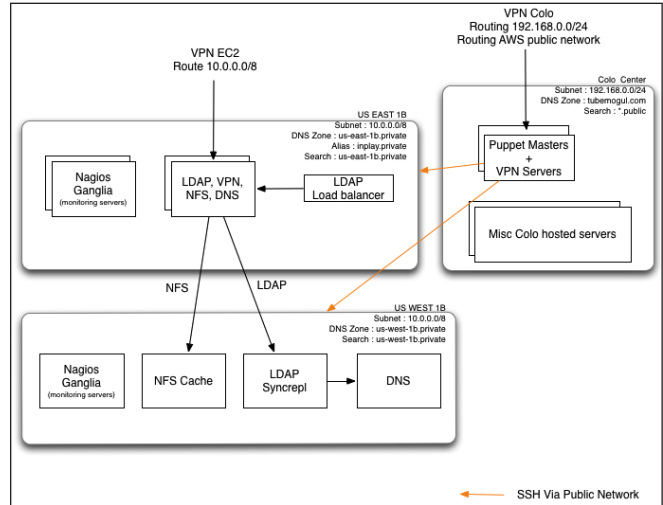 VPN Colo
Routing 192.168.0.0/24
Routing AWS public network
VPN EC2
Route 10.0.0.0/8
Colo Center
Subnet : 192.168.0.0/24
DNS Zone : tubemogul.com
Search : *.public
US EAST 1B
Subnet : 10.0.0.0/8
DNS Zone : us-east-1b.private
Alias : inplay.private
Search : us-east-1b.private
Nagios
Ganglia
(monitoring servers)
LDAP, VPN,
NFS, DNS
LDAP
Load balancer
Puppet Masters
+
VPN Servers
Misc Colo hosted servers
NFS
LDAP
US WEST 1B
Subnet : 10.0.0.0/8
DNS Zone : us-west-1b.private
Search : us-west-1b.private
Nagios
Ganglia
(monitoring servers)
NFS Cache
LDAP
Syncrepl
DNS
SSH Via Public Network